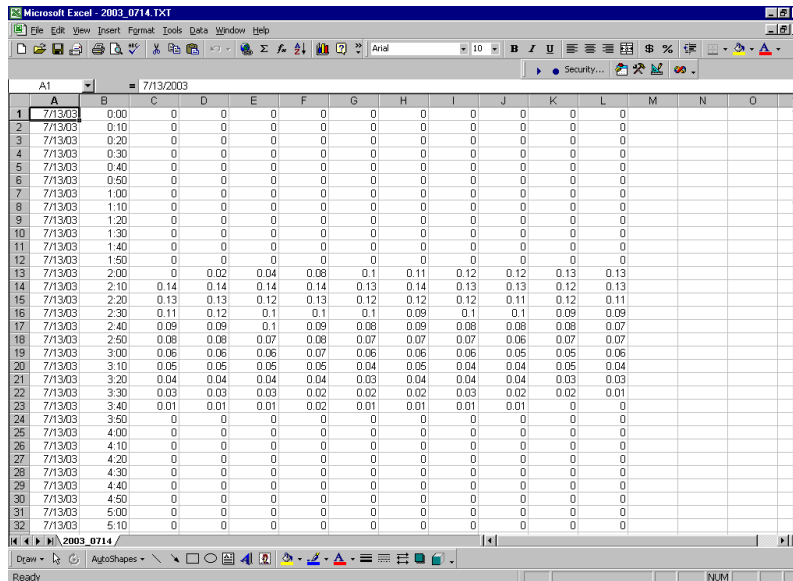 Microsoft Excel - 2003_0714.TXT
File Edit View Insert Format Tools Data Window Help
Arial 10 B I U $ %
Security...
A1 = 7/13/2003
A B C D E F G H I J K L M N O
1 7/13/03 0:00 0 0 0 0 0 0 0 0 0 0
2 7/13/03 0:10 0 0 0 0 0 0 0 0 0 0
3 7/13/03 0:20 0 0 0 0 0 0 0 0 0 0
4 7/13/03 0:30 0 0 0 0 0 0 0 0 0 0
5 7/13/03 0:40 0 0 0 0 0 0 0 0 0 0
6 7/13/03 0:50 0 0 0 0 0 0 0 0 0 0
7 7/13/03 1:00 0 0 0 0 0 0 0 0 0 0
8 7/13/03 1:10 0 0 0 0 0 0 0 0 0 0
9 7/13/03 1:20 0 0 0 0 0 0 0 0 0 0
10 7/13/03 1:30 0 0 0 0 0 0 0 0 0 0
11 7/13/03 1:40 0 0 0 0 0 0 0 0 0 0
12 7/13/03 1:50 0 0 0 0 0 0 0 0 0 0
13 7/13/03 2:00 0 0.02 0.04 0.08 0.1 0.11 0.12 0.12 0.13 0.13
14 7/13/03 2:10 0.14 0.14 0.14 0.14 0.13 0.14 0.13 0.13 0.12 0.13
15 7/13/03 2:20 0.13 0.13 0.12 0.13 0.12 0.12 0.12 0.11 0.12 0.11
16 7/13/03 2:30 0.11 0.12 0.1 0.1 0.1 0.09 0.1 0.1 0.09 0.09
17 7/13/03 2:40 0.09 0.09 0.1 0.09 0.08 0.09 0.08 0.08 0.08 0.07
18 7/13/03 2:50 0.08 0.08 0.07 0.08 0.07 0.07 0.07 0.06 0.07 0.07
19 7/13/03 3:00 0.06 0.06 0.06 0.07 0.06 0.06 0.06 0.05 0.05 0.06
20 7/13/03 3:10 0.05 0.05 0.05 0.05 0.04 0.05 0.04 0.04 0.05 0.04
21 7/13/03 3:20 0.04 0.04 0.04 0.04 0.03 0.04 0.04 0.04 0.03 0.03
22 7/13/03 3:30 0.03 0.03 0.03 0.02 0.02 0.02 0.03 0.02 0.02 0.01
23 7/13/03 3:40 0.01 0.01 0.01 0.02 0.01 0.01 0.01 0.01 0 0
24 7/13/03 3:50 0 0 0 0 0 0 0 0 0 0
25 7/13/03 4:00 0 0 0 0 0 0 0 0 0 0
26 7/13/03 4:10 0 0 0 0 0 0 0 0 0 0
27 7/13/03 4:20 0 0 0 0 0 0 0 0 0 0
28 7/13/03 4:30 0 0 0 0 0 0 0 0 0 0
29 7/13/03 4:40 0 0 0 0 0 0 0 0 0 0
30 7/13/03 4:50 0 0 0 0 0 0 0 0 0 0
31 7/13/03 5:00 0 0 0 0 0 0 0 0 0 0
32 7/13/03 5:10 0 0 0 0 0 0 0 0 0 0
2003_0714
Draw AutoShapes
Ready NUM